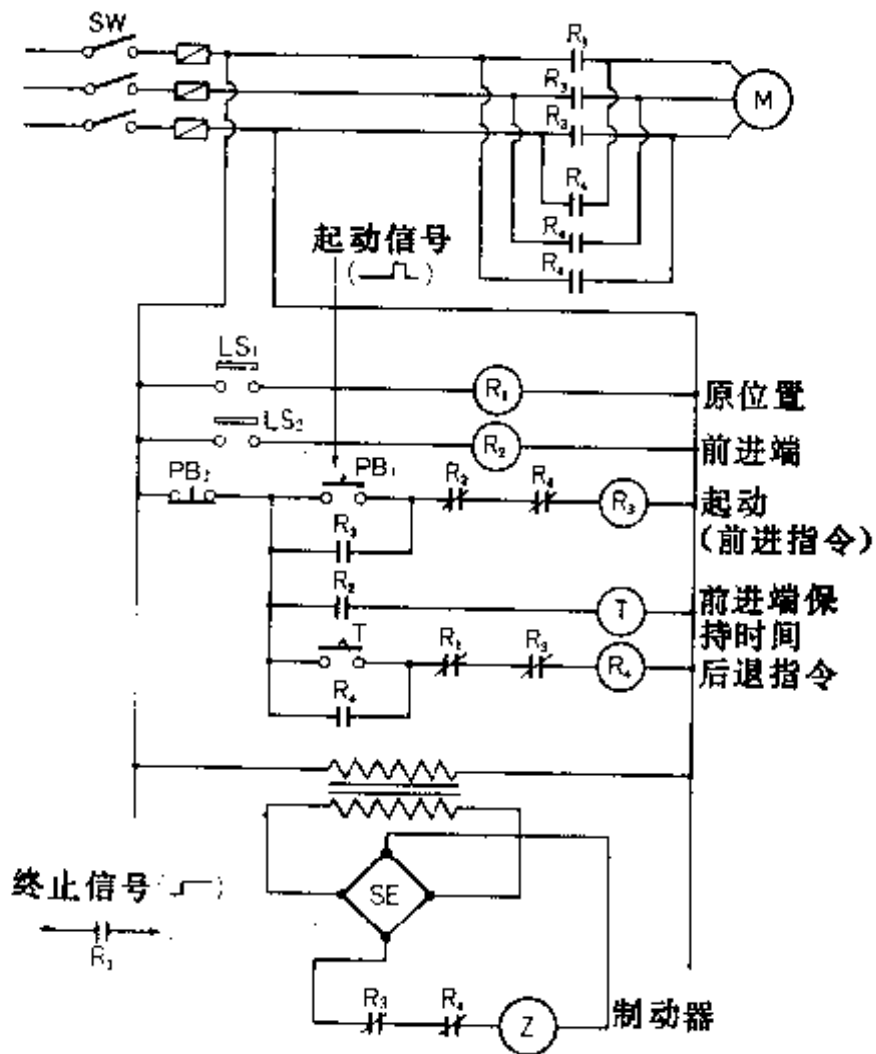 SW
R₃
R₃
R₃
M
R₄
R₄
R₄
起动信号
LS₁
R₁
原位置
LS₂
R₂
前进端
PB₂
PB₁
R₂
R₄
R₃
起动
(前进指令)
R₃
R₂
T
前进端保
持时间
T
R₁
R₃
R₄
后退指令
R₄
SE
终止信号
R₁
R₃
R₄
Z
制动器